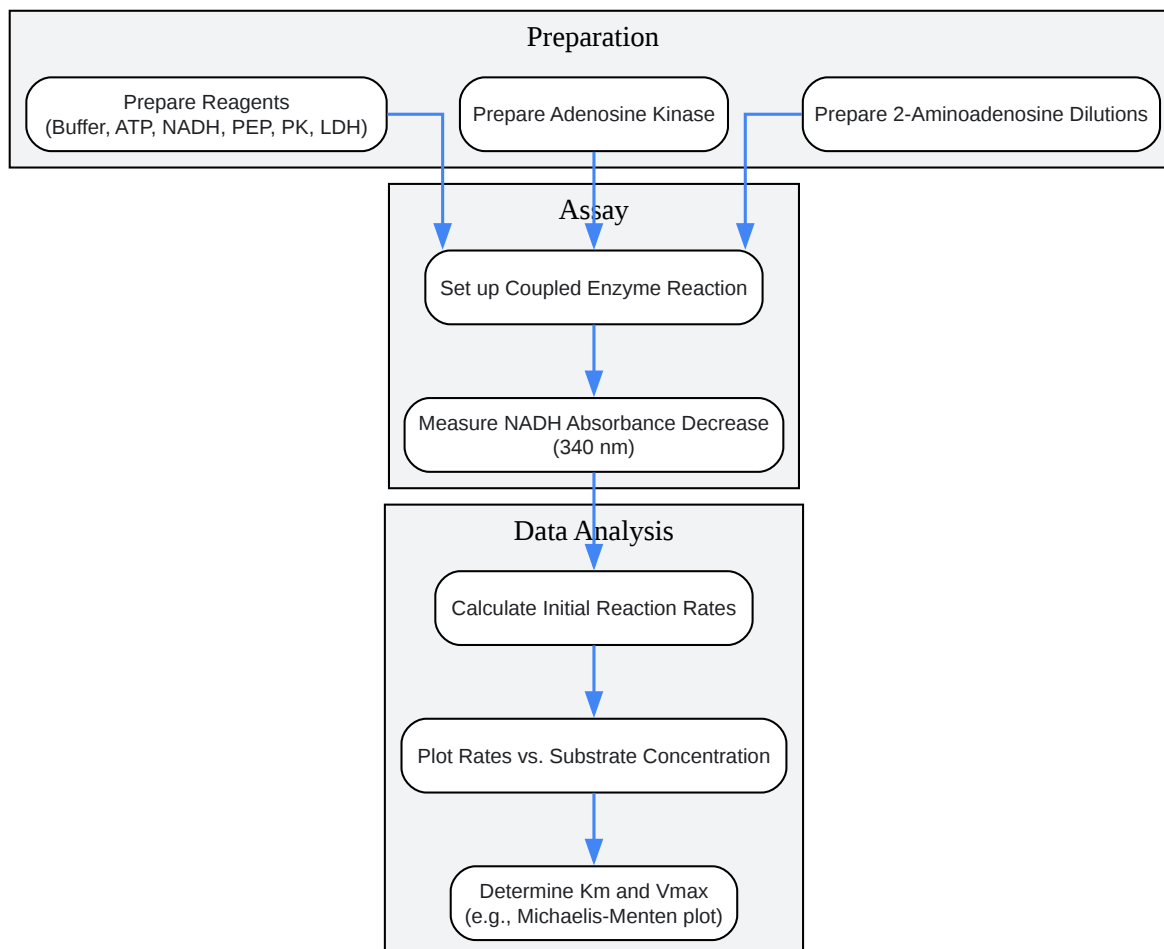 Preparation
Prepare Reagents
(Buffer, ATP, NADH, PEP, PK, LDH)
Prepare Adenosine Kinase
Prepare 2-Aminoadenosine Dilutions
Assay
Set up Coupled Enzyme Reaction
Measure NADH Absorbance Decrease
(340 nm)
Data Analysis
Calculate Initial Reaction Rates
Plot Rates vs. Substrate Concentration
Determine Km and Vmax
(e.g., Michaelis-Menten plot)